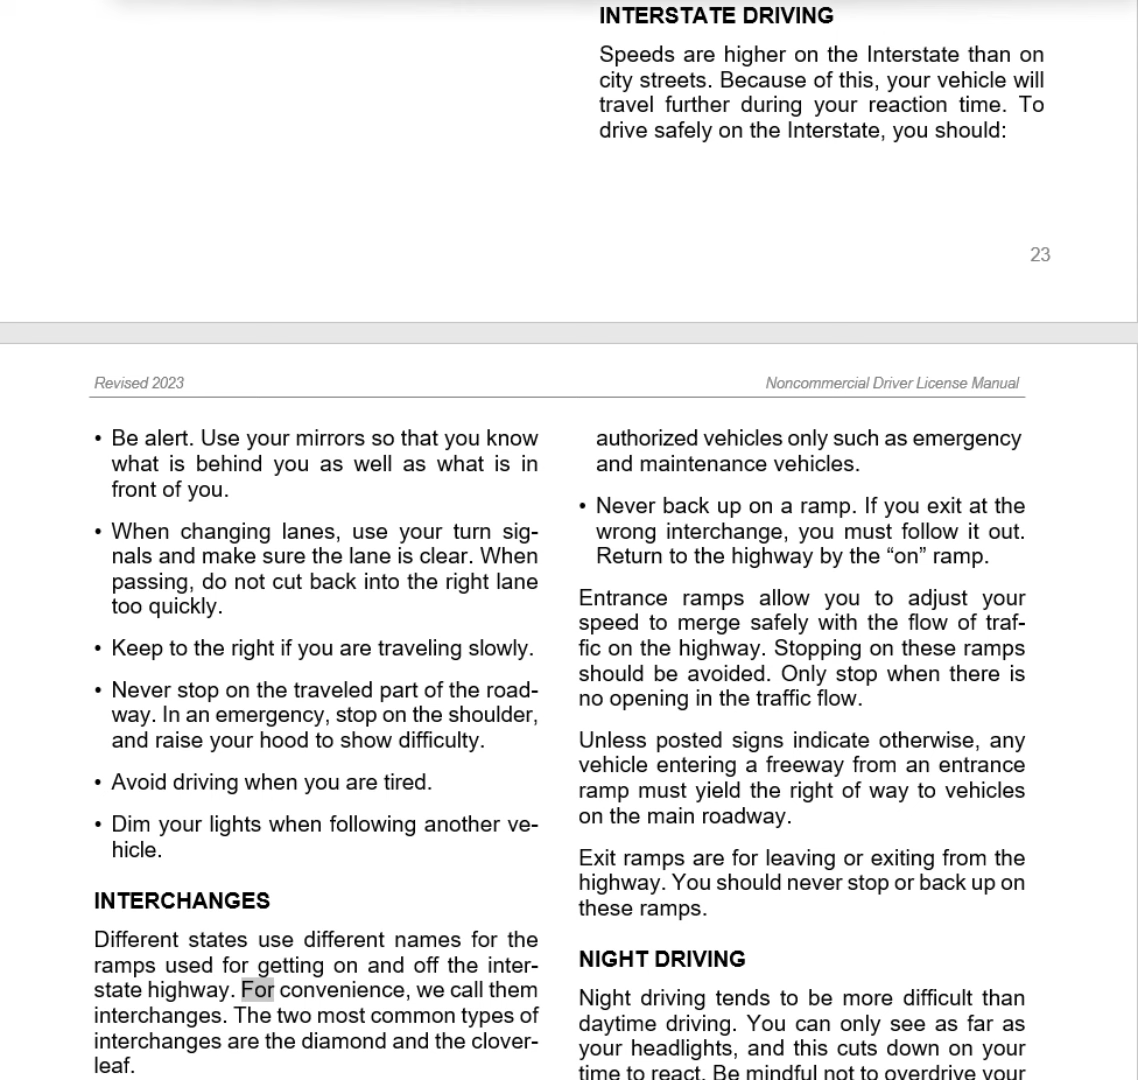 INTERSTATE DRIVING
Speeds are higher on the Interstate than on
city streets. Because of this, your vehicle will
travel further during your reaction time. To
drive safely on the Interstate, you should:
23
Revised 2023
Noncommercial Driver License Manual
• Be alert. Use your mirrors so that you know
what is behind you as well as what is in
front of you.
• When changing lanes, use your turn sig-
nals and make sure the lane is clear. When
passing, do not cut back into the right lane
too quickly.
• Keep to the right if you are traveling slowly.
• Never stop on the traveled part of the road-
way. In an emergency, stop on the shoulder,
and raise your hood to show difficulty.
• Avoid driving when you are tired.
• Dim your lights when following another ve-
hicle.
INTERCHANGES
Different states use different names for the
ramps used for getting on and off the inter-
state highway. For convenience, we call them
interchanges. The two most common types of
interchanges are the diamond and the clover-
leaf.
authorized vehicles only such as emergency
and maintenance vehicles.
• Never back up on a ramp. If you exit at the
wrong interchange, you must follow it out.
Return to the highway by the “on” ramp.
Entrance ramps allow you to adjust your
speed to merge safely with the flow of traf-
fic on the highway. Stopping on these ramps
should be avoided. Only stop when there is
no opening in the traffic flow.
Unless posted signs indicate otherwise, any
vehicle entering a freeway from an entrance
ramp must yield the right of way to vehicles
on the main roadway.
Exit ramps are for leaving or exiting from the
highway. You should never stop or back up on
these ramps.
NIGHT DRIVING
Night driving tends to be more difficult than
daytime driving. You can only see as far as
your headlights, and this cuts down on your
time to react. Be mindful not to overdrive your